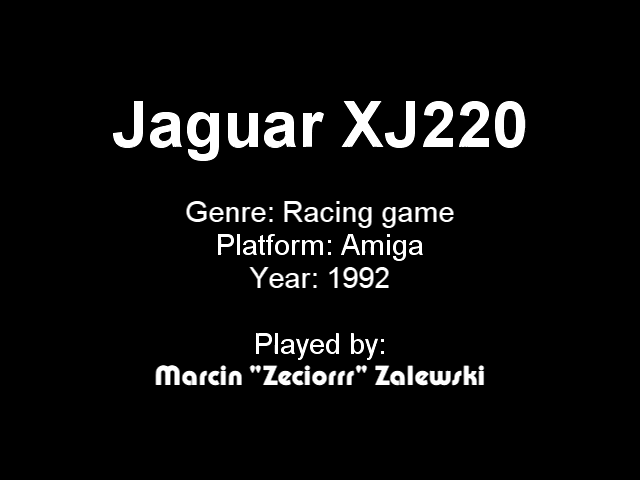 Jaguar XJ220
Genre: Racing game
Platform: Amiga
Year: 1992
Played by:
Marcin "Zeciorrr" Zalewski